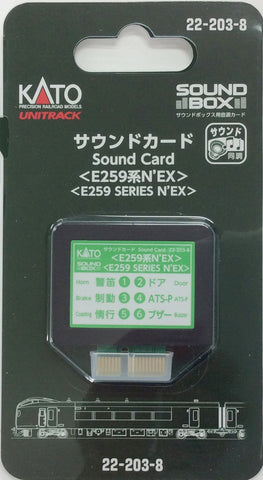 22-203-8
KATO
PRECISION RAILROAD MODELS
UNITRACK
SOUND
BOX
サウンドボックス用音源カード
サウンド
同調
サウンドカード
Sound Card
<E259系N'EX>
<E259 SERIES N'EX>
サウンドカード Sound Card 22-203-8
KATO
SOUND
BOX
<E259系N'EX>
<E259 SERIES N'EX>
Horn 警笛 1 2 ドア Door
Brake 制動 3 4 ATS-P ATS-P
Coasting 惰行 5 6 ブザー Buzzer
22-203-8